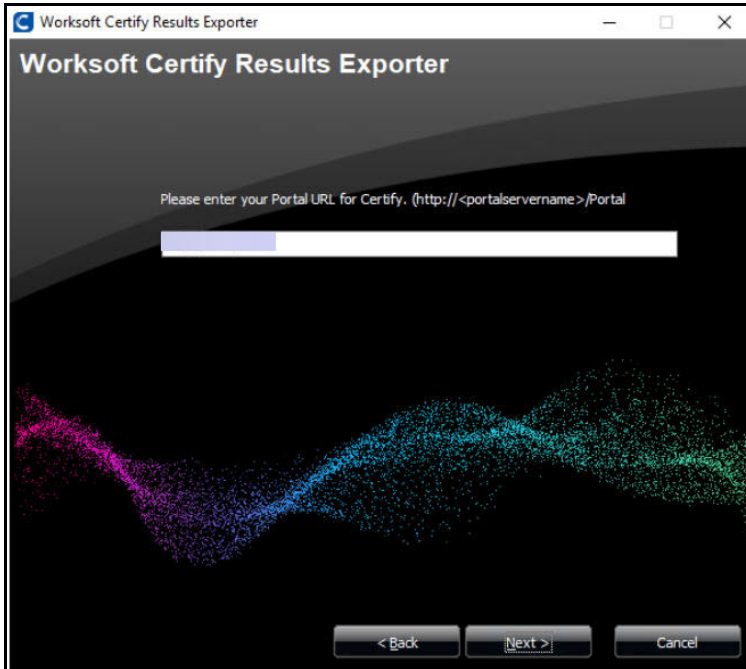 Worksoft Certify Results Exporter
Worksoft Certify Results Exporter
Please enter your Portal URL for Certify. (http://<portalservername>/Portal
< Back
Next >
Cancel